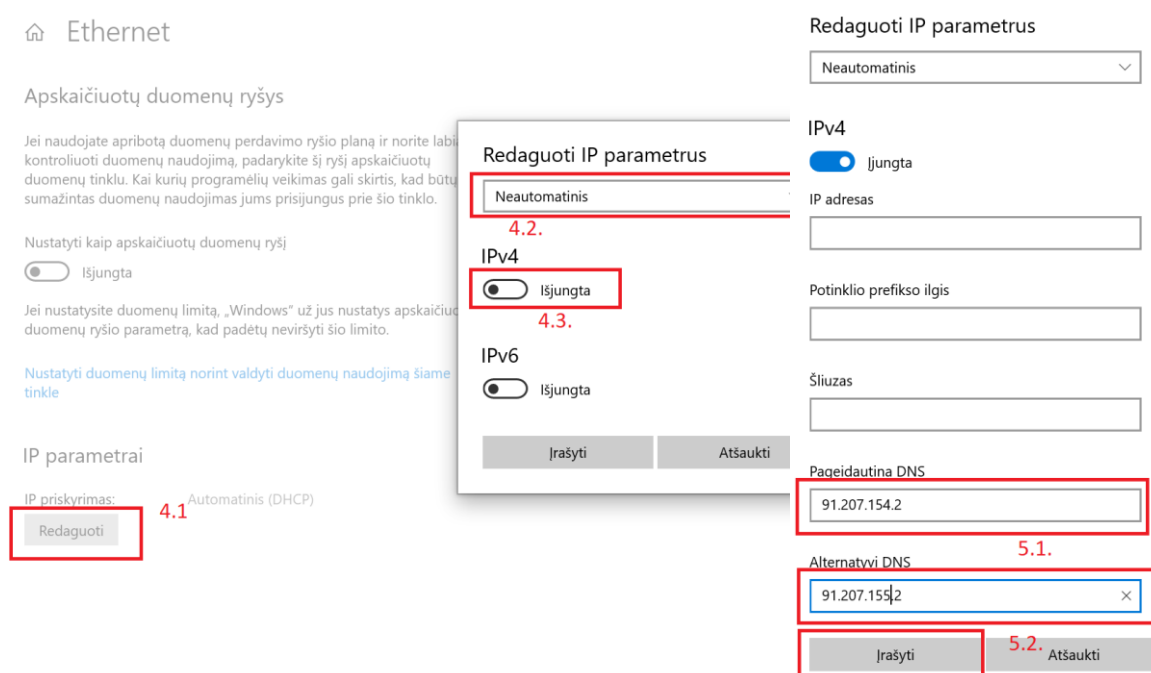 Ethernet
Apskaičiuotų duomenų ryšys
Jei naudojate apribotą duomenų perdavimo ryšio planą ir norite labi
kontroliuoti duomenų naudojimą, padarykite šį ryšį apskaičiuotų
duomenų tinklu. Kai kurių programėlių veikimas gali skirtis, kad būtų
sumažintas duomenų naudojimas jums prisijungus prie šio tinklo.
Nustatyti kaip apskaičiuotų duomenų ryšį
Išjungta
Jei nustatysite duomenų limitą, „Windows“ už jus nustatys apskaičiuo
duomenų ryšio parametrą, kad padėtų neviršyti šio limito.
Nustatyti duomenų limitą norint valdyti duomenų naudojimą šiame
tinkle
IP parametrai
IP priskyrimas:
Automatinis (DHCP)
4.1
Redaguoti
Redaguoti IP parametrus
Neautomatinis
4.2.
IPv4
Išjungta
4.3.
IPv6
Išjungta
Įrašyti
Atšaukti
Redaguoti IP parametrus
Neautomatinis
IPv4
Įjungta
IP adresas
Potinklio prefikso ilgis
Šliuzas
Pageidautina DNS
91.207.154.2
5.1.
Alternatyvi DNS
91.207.155.2
5.2.
Įrašyti
Atšaukti